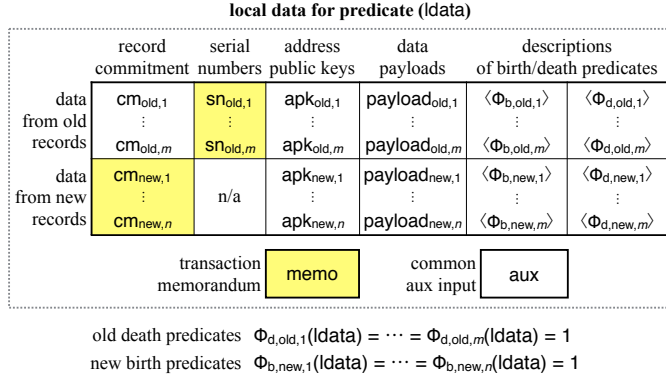 local data for predicate (ldata)
record commitment serial numbers address public keys data payloads descriptions of birth/death predicates
data from old records cm_old,1 sn_old,1 apk_old,1 payload_old,1 ⟨Φ_b,old,1⟩ ⟨Φ_d,old,1⟩
⋮ ⋮ ⋮ ⋮ ⋮ ⋮
cm_old,m sn_old,m apk_old,m payload_old,m ⟨Φ_b,old,m⟩ ⟨Φ_d,old,m⟩
data from new records cm_new,1 n/a apk_new,1 payload_new,1 ⟨Φ_b,new,1⟩ ⟨Φ_d,new,1⟩
⋮ ⋮ ⋮ ⋮ ⋮
cm_new,n apk_new,n payload_new,n ⟨Φ_b,new,m⟩ ⟨Φ_d,new,m⟩
transaction memorandum memo common aux input aux
old death predicates Φ_d,old,1(ldata) = ⋯ = Φ_d,old,m(ldata) = 1
new birth predicates Φ_b,new,1(ldata) = ⋯ = Φ_b,new,n(ldata) = 1